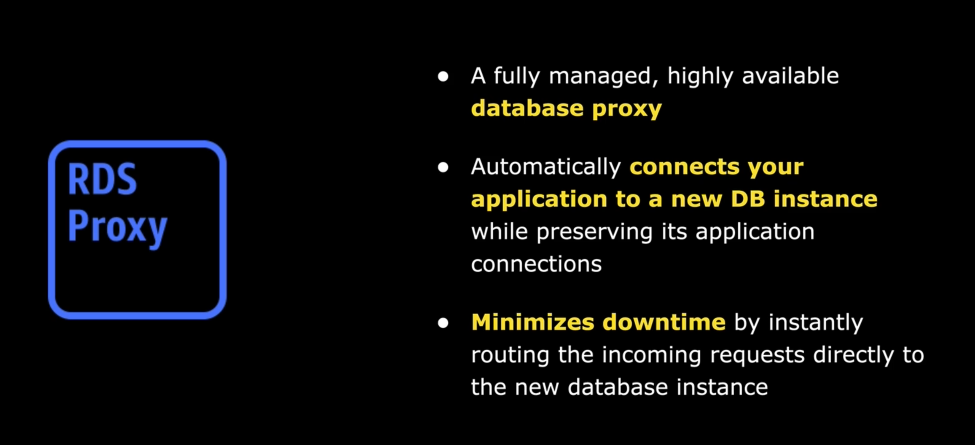 RDS
Proxy
● A fully managed, highly available
database proxy
● Automatically connects your
application to a new DB instance
while preserving its application
connections
● Minimizes downtime by instantly
routing the incoming requests directly to
the new database instance